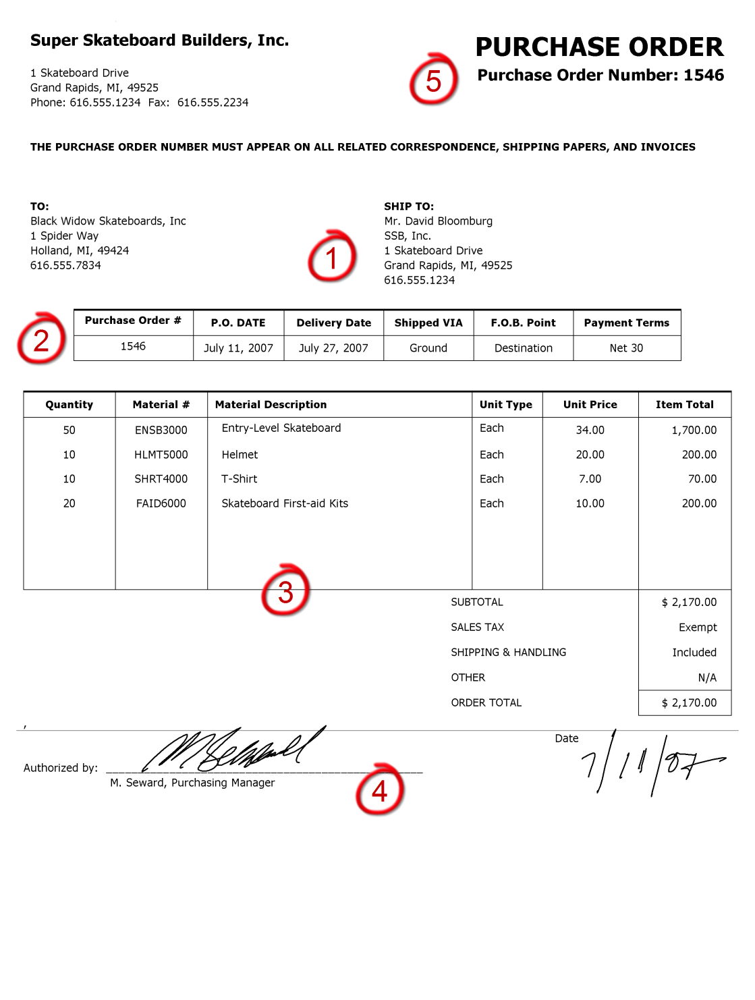 Super Skateboard Builders, Inc.
PURCHASE ORDER
1 Skateboard Drive
5
Purchase Order Number: 1546
Grand Rapids, MI, 49525
Phone: 616.555.1234 Fax: 616.555.2234
THE PURCHASE ORDER NUMBER MUST APPEAR ON ALL RELATED CORRESPONDENCE, SHIPPING PAPERS, AND INVOICES
TO:
Black Widow Skateboards, Inc
1 Spider Way
Holland, MI, 49424
616.555.7834
1
SHIP TO:
Mr. David Bloomburg
SSB, Inc.
1 Skateboard Drive
Grand Rapids, MI, 49525
616.555.1234
2
Purchase Order # P.O. DATE Delivery Date Shipped VIA F.O.B. Point Payment Terms
1546 July 11, 2007 July 27, 2007 Ground Destination Net 30
Quantity Material # Material Description Unit Type Unit Price Item Total
50 ENSB3000 Entry-Level Skateboard Each 34.00 1,700.00
10 HLMT5000 Helmet Each 20.00 200.00
10 SHRT4000 T-Shirt Each 7.00 70.00
20 FAID6000 Skateboard First-aid Kits Each 10.00 200.00
3
SUBTOTAL $ 2,170.00
SALES TAX Exempt
SHIPPING & HANDLING Included
OTHER N/A
ORDER TOTAL $ 2,170.00
,
Date
7/11/07
Authorized by: M Seward
M. Seward, Purchasing Manager
4